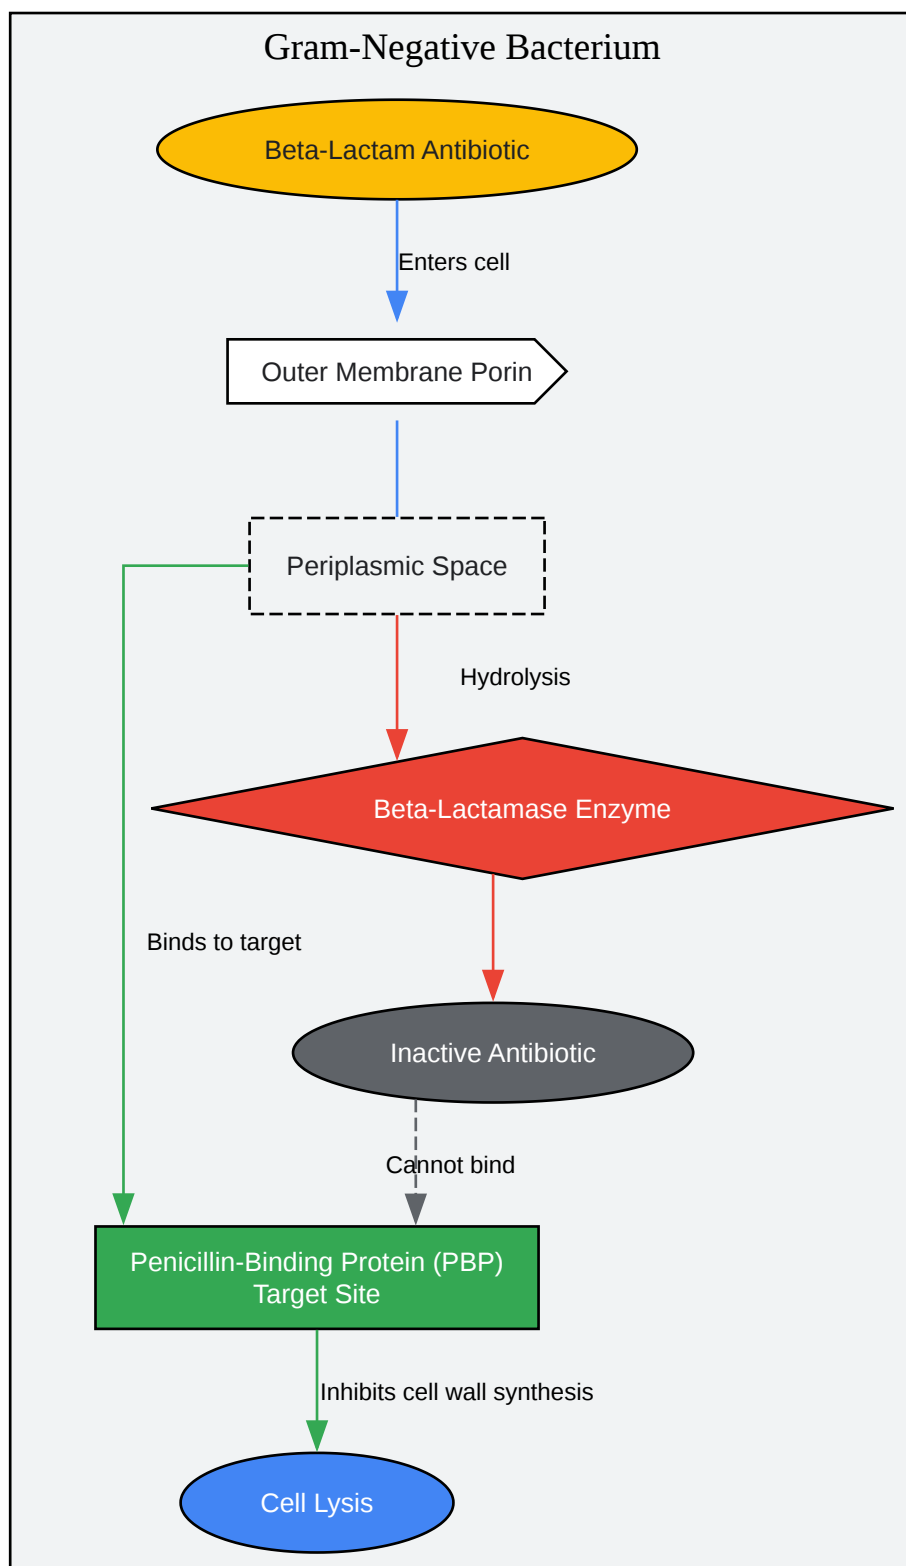 Gram-Negative Bacterium
Beta-Lactam Antibiotic
Enters cell
Outer Membrane Porin
Periplasmic Space
Hydrolysis
Beta-Lactamase Enzyme
Binds to target
Inactive Antibiotic
Cannot bind
Penicillin-Binding Protein (PBP)
Target Site
Inhibits cell wall synthesis
Cell Lysis